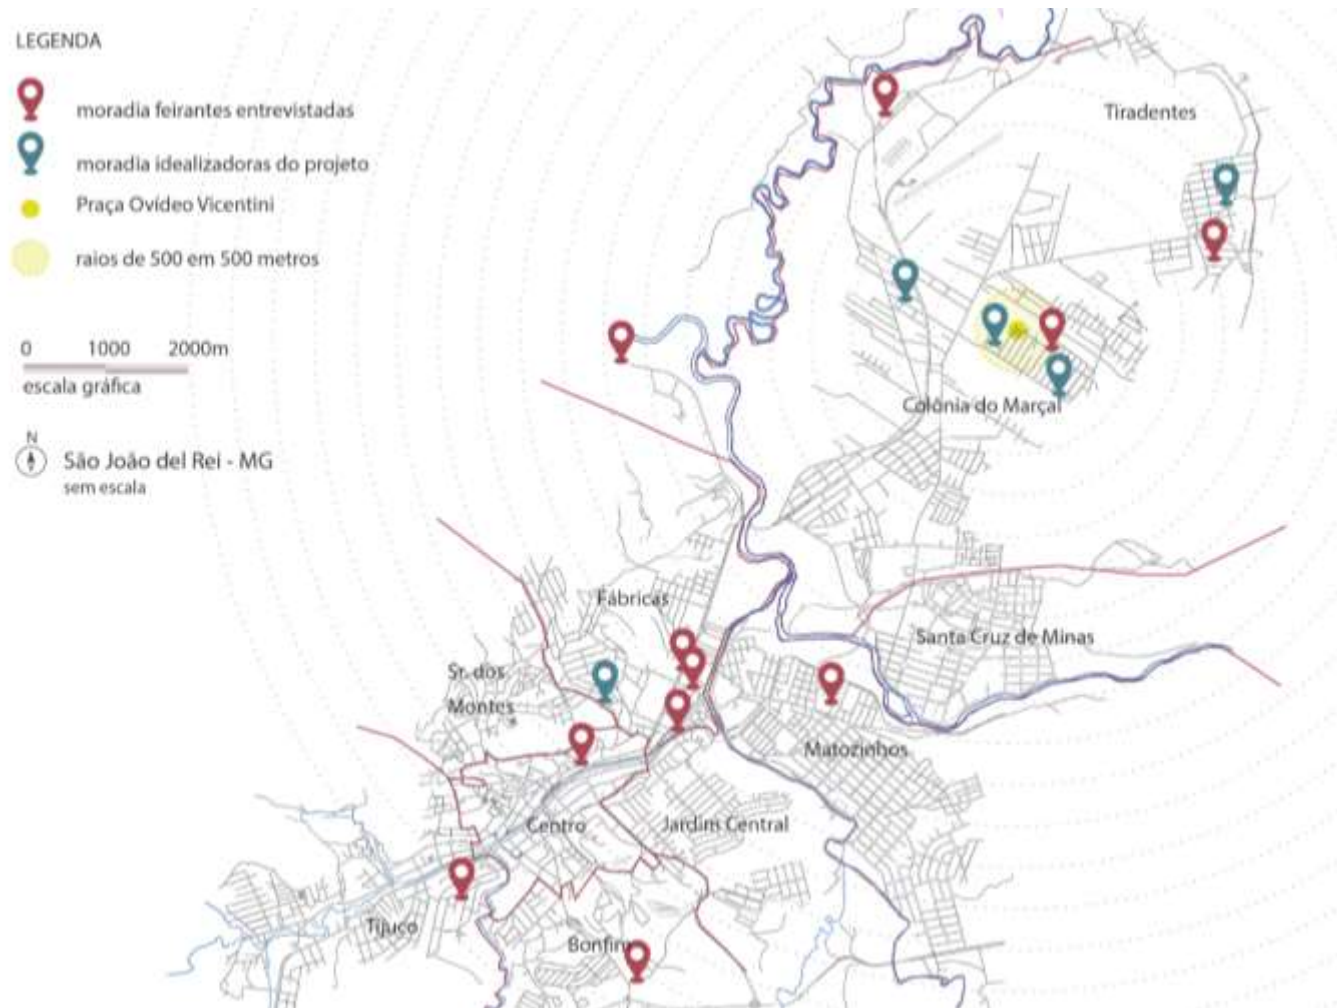 LEGENDA
moradia feirantes entrevistadas
moradia idealizadoras do projeto
Praça Ovídeo Vicentini
raios de 500 em 500 metros
0 1000 2000m
escala gráfica
N
São João del Rei - MG
sem escala
Tiradentes
Colônia do Marçal
Fábricas
Santa Cruz de Minas
Sr. dos
Montes
Matozinhos
Centro
Jardim Central
Tijuco
Bonfim